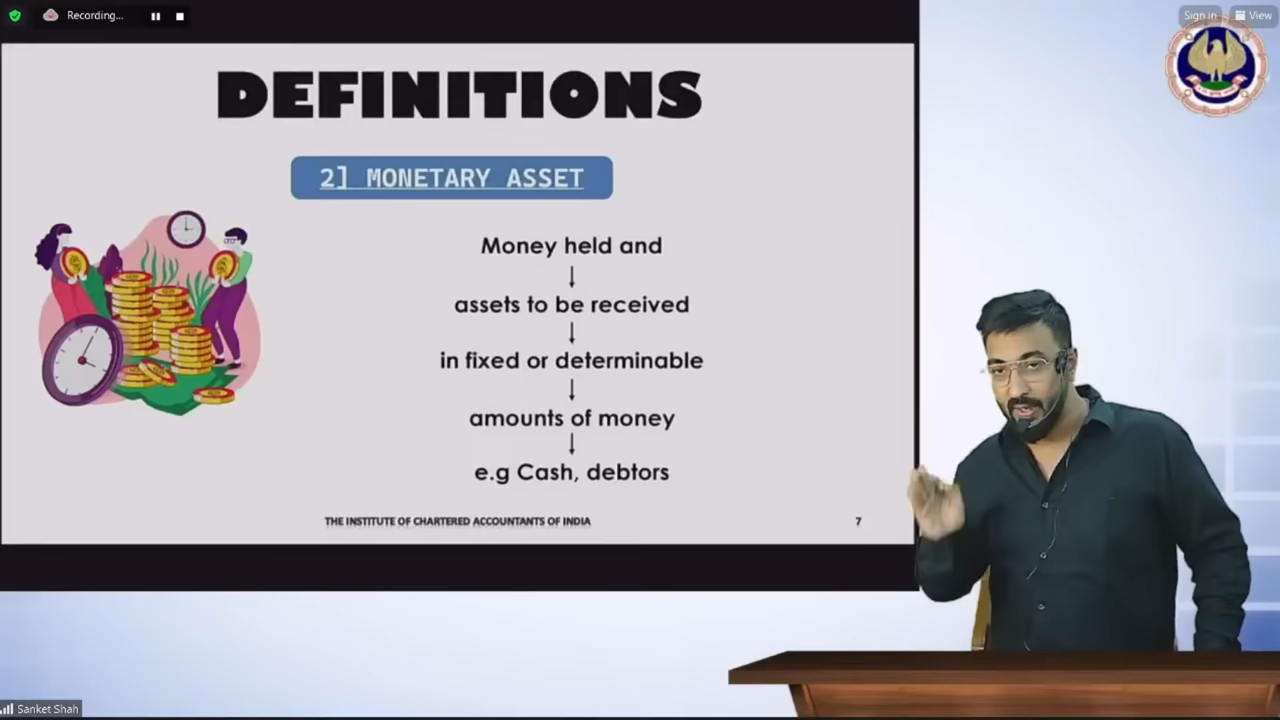 Recording...
Sign in
View
DEFINITIONS
2] MONETARY ASSET
Money held and
assets to be received
in fixed or determinable
amounts of money
e.g Cash, debtors
THE INSTITUTE OF CHARTERED ACCOUNTANTS OF INDIA
7
Sanket Shah